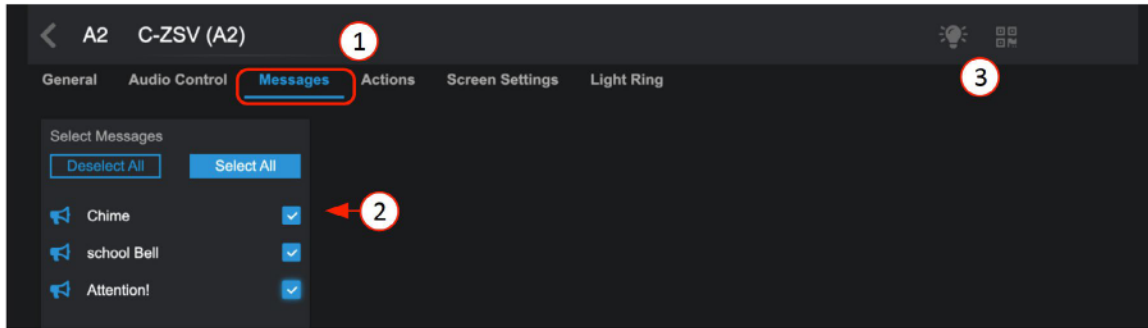 A2 C-ZSV (A2)
1
General Audio Control Messages Actions Screen Settings Light Ring
3
Select Messages
Deselect All Select All
Chime
2
school Bell
Attention!